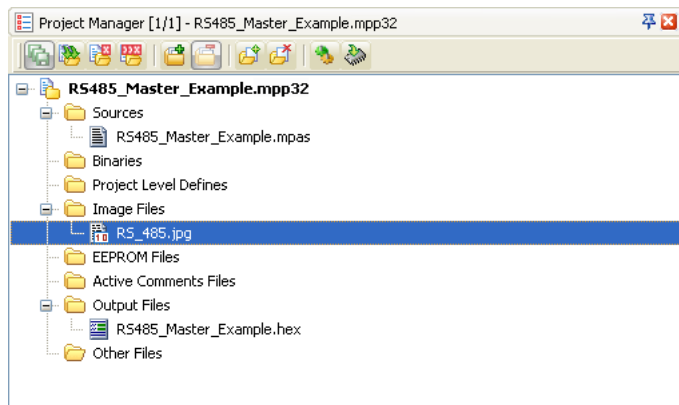 Project Manager [1/1] - RS485_Master_Example.mpp32
RS485_Master_Example.mpp32
Sources
RS485_Master_Example.mpas
Binaries
Project Level Defines
Image Files
RS_485.jpg
EEPROM Files
Active Comments Files
Output Files
RS485_Master_Example.hex
Other Files